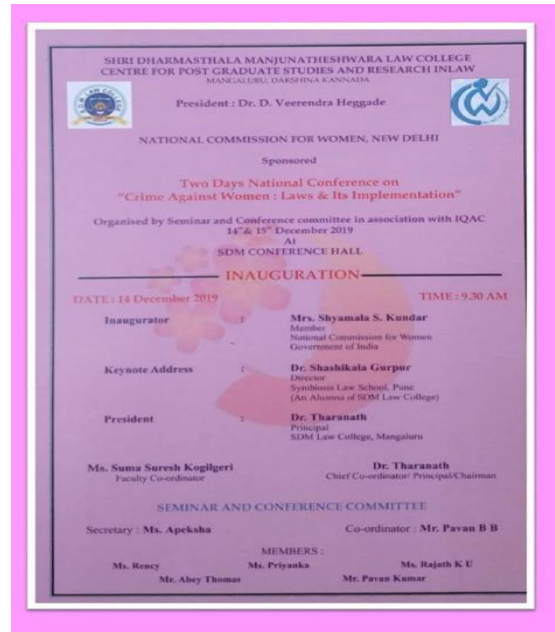 SHRI DHARMASTHALA MANJUNATHESHWARA LAW COLLEGE
CENTRE FOR POST GRADUATE STUDIES AND RESEARCH INLAW
MANGALURU, DAKSHINA KANNADA
President : Dr. D. Veerendra Heggade
NATIONAL COMMISSION FOR WOMEN, NEW DELHI
Sponsored
Two Days National Conference on
"Crime Against Women : Laws & Its Implementation"
Organised by Seminar and Conference committee in association with IQAC
14th & 15th December 2019
At
SDM CONFERENCE HALL
INAUGURATION
DATE : 14 December 2019 TIME : 9.30 AM
Inaugurator : Mrs. Shyamala S. Kundar
Member
National Commission for Women
Government of India
Keynote Address : Dr. Shashikala Gurpur
Director
Symbiosis Law School, Pune
(An Alumna of SDM Law College)
President : Dr. Tharanath
Principal
SDM Law College, Mangaluru
Ms. Suma Suresh Kogilgeri Dr. Tharanath
Faculty Co-ordinator Chief Co-ordinator/ Principal/Chairman
SEMINAR AND CONFERENCE COMMITTEE
Secretary : Ms. Apeksha Co-ordinator : Mr. Pavan B B
MEMBERS :
Ms. Rency Ms. Priyanka Ms. Rajath K U
Mr. Abey Thomas Mr. Pavan Kumar